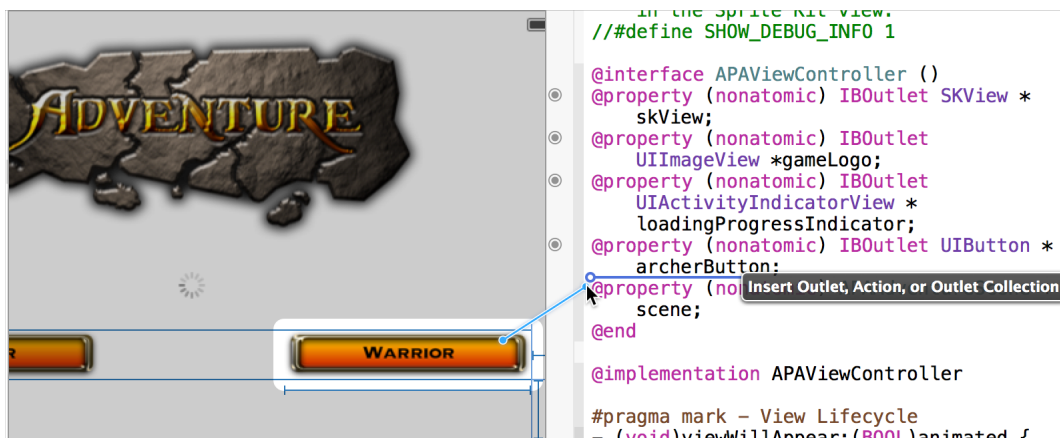 ADVENTURE
R
WARRIOR
in the Sprite Kit view.
//#define SHOW_DEBUG_INFO 1
@interface APAViewController ()
@property (nonatomic) IBOutlet SKView *
skView;
@property (nonatomic) IBOutlet
UIImageView *gameLogo;
@property (nonatomic) IBOutlet
UIActivityIndicatorView *
loadingProgressIndicator;
@property (nonatomic) IBOutlet UIButton *
archerButton;
@property (no
Insert Outlet, Action, or Outlet Collection
scene;
@end
@implementation APAViewController
#pragma mark - View Lifecycle
- (void)viewWillAppear:(BOOL)animated {